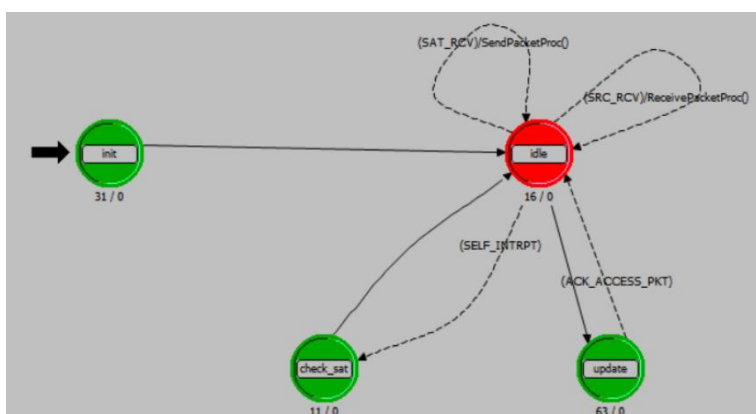 (SAT_RCV)/SendPacketProc()
(SRC_RCV)/ReceivePacketProc()
init
idle
31 / 0
16 / 0
(SELF_INTRPT)
(ACK_ACCESS_PKT)
check_sat
update
11 / 0
63 / 0